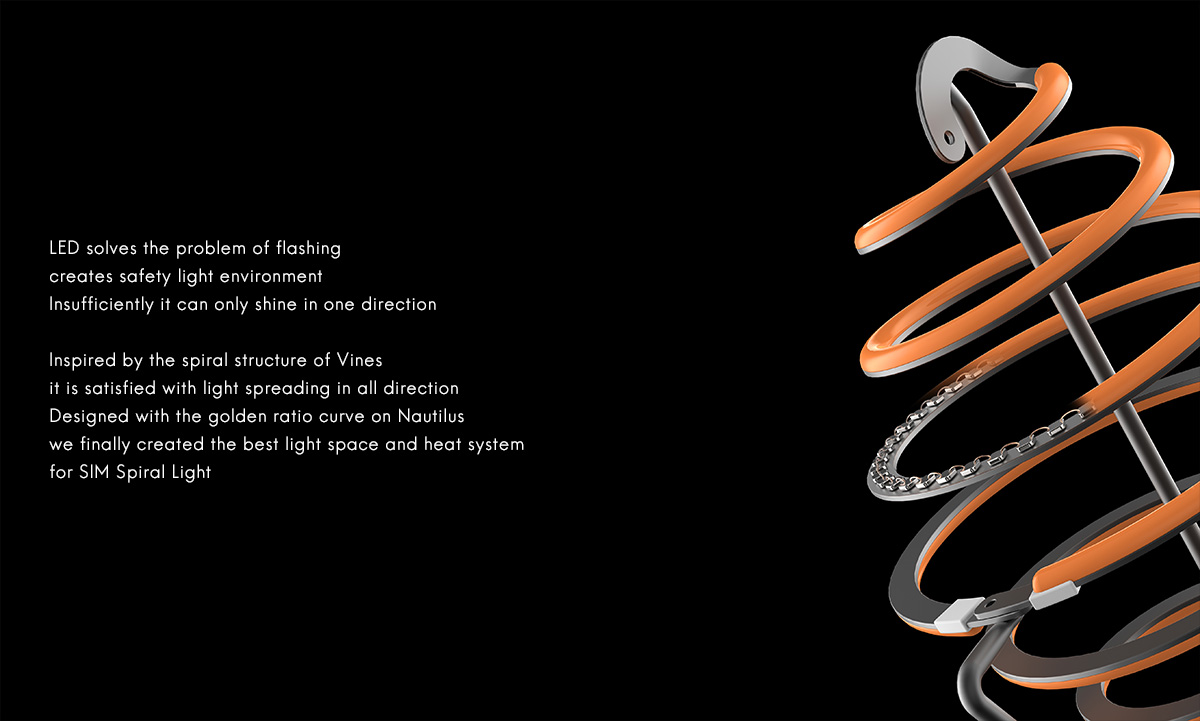 LED solves the problem of flashing
creates safety light environment
Insufficiently it can only shine in one direction
Inspired by the spiral structure of Vines
it is satisfied with light spreading in all direction
Designed with the golden ratio curve on Nautilus
we finally created the best light space and heat system
for SIM Spiral Light